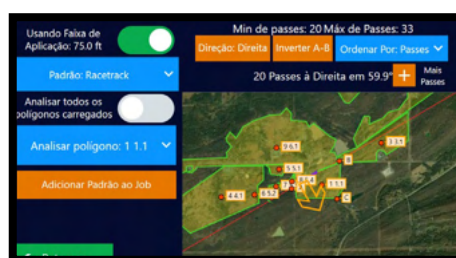 Usando Faixa de
Aplicação: 75.0 ft
Padrão: Racetrack
Analisar todos os
polígonos carregados
Analisar polígono: 1 1.1
Adicionar Padrão ao Job
Min de passes: 20 Máx de Passes: 33
Direção: Direita
Inverter A-B
Ordenar Por: Passes
20 Passes à Direita em 59.9°
+
Mais
Passes
9 6.1
3 3.1
B
5 5.1
8 1.4
1 1.1
7
6 5.2
4 4.1
C